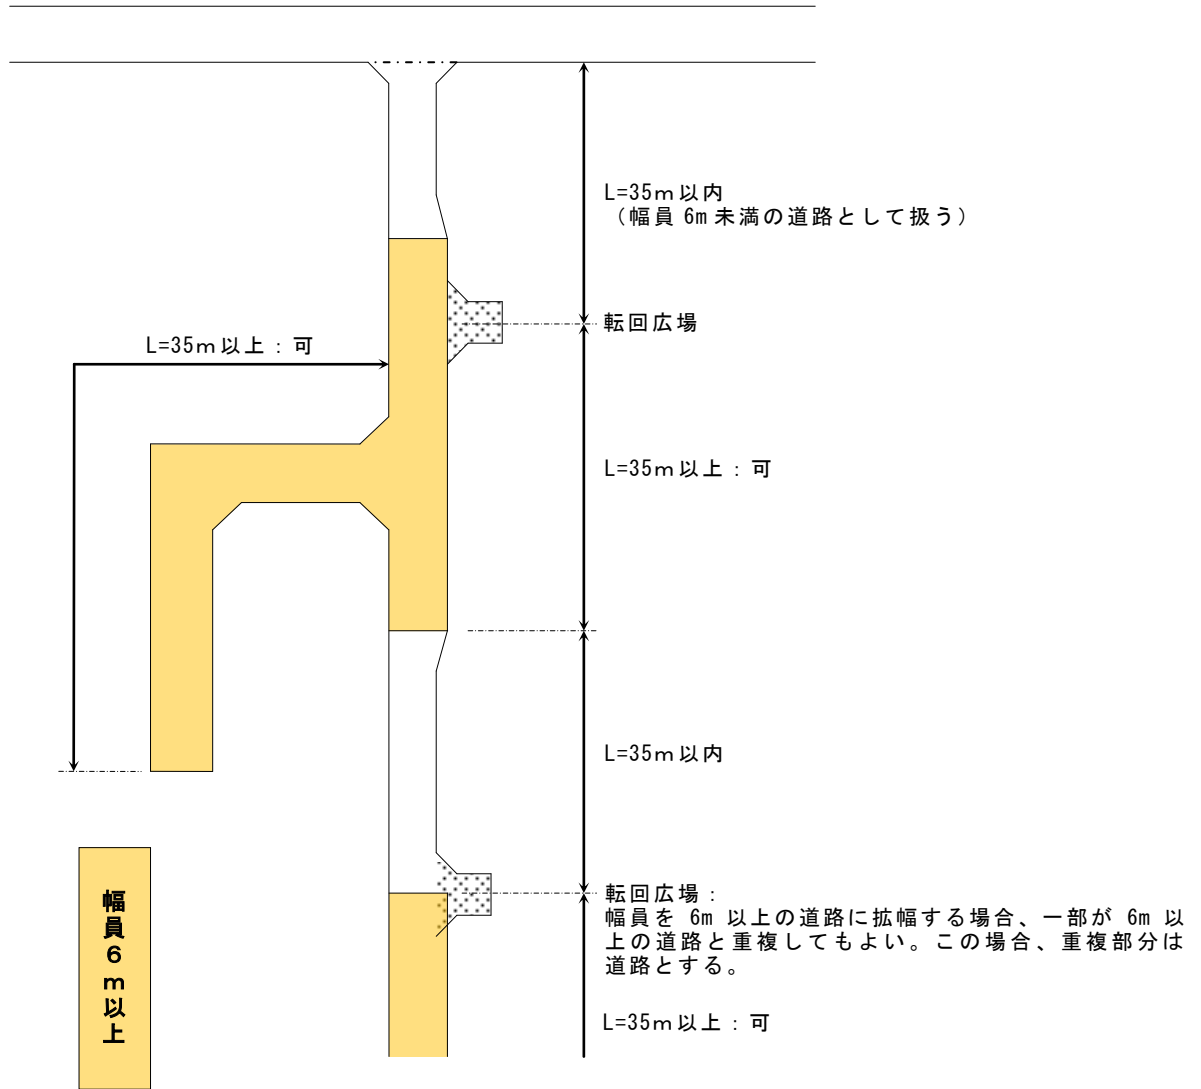 L=35m以内
（幅員 6m 未満の道路として扱う）
転回広場
L=35m以上：可
L=35m以上：可
L=35m以内
転回広場：
幅員を 6m 以上の道路に拡幅する場合、一部が 6m 以
上の道路と重複してもよい。この場合、重複部分は
道路とする。
L=35m以上：可
幅員６ｍ以上